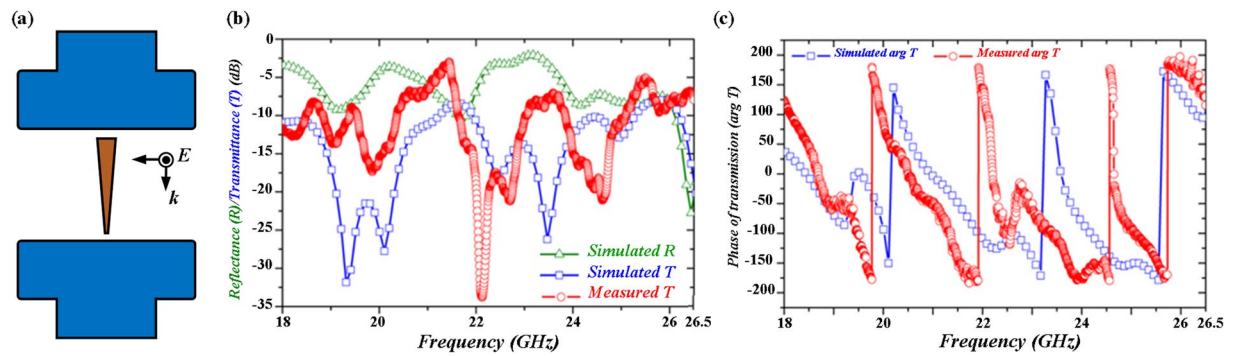 (a)
E
k
(b)
Reflectance (R)/Transmittance (T) (dB)
0
-5
-10
-15
-20
-25
-30
-35
Simulated R
Simulated T
Measured T
18
20
22
24
26.5
Frequency (GHz)
(c)
Phase of transmission (arg T)
200
150
100
50
0
-50
-100
-150
-200
Simulated arg T
Measured arg T
18
20
22
24
26.5
Frequency (GHz)